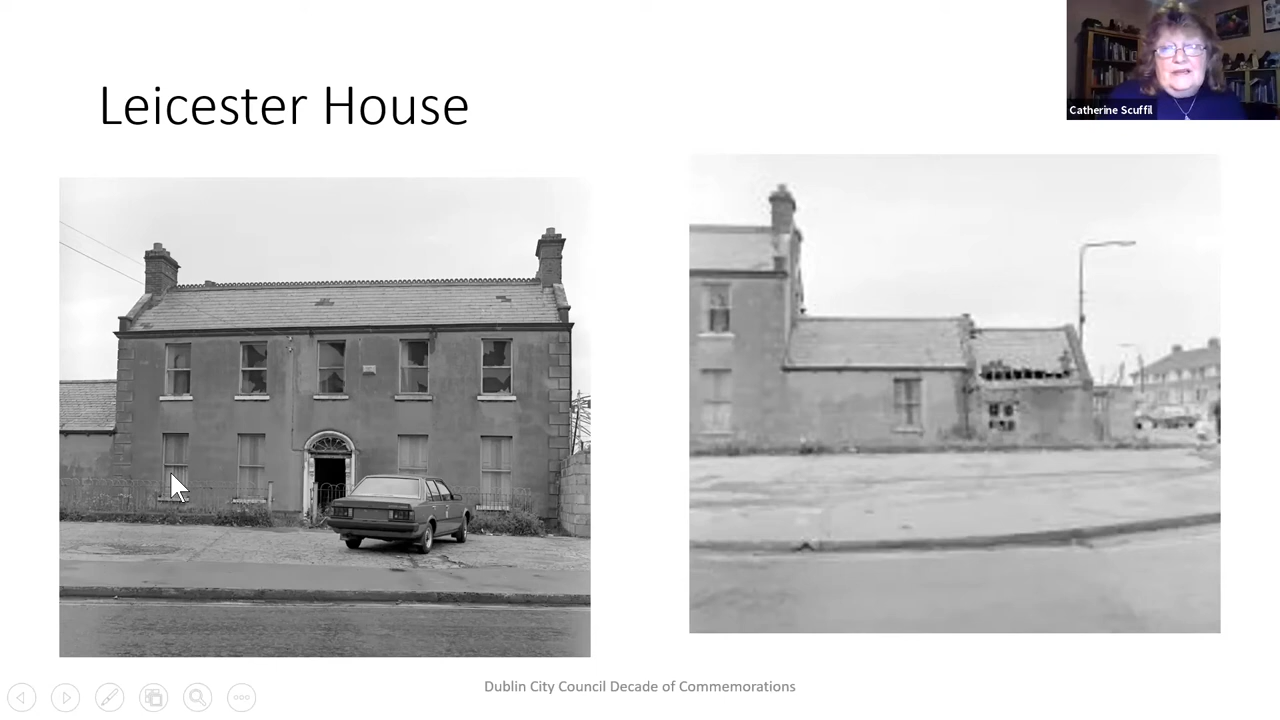 Leicester House
Catherine Scuffil
Dublin City Council Decade of Commemorations